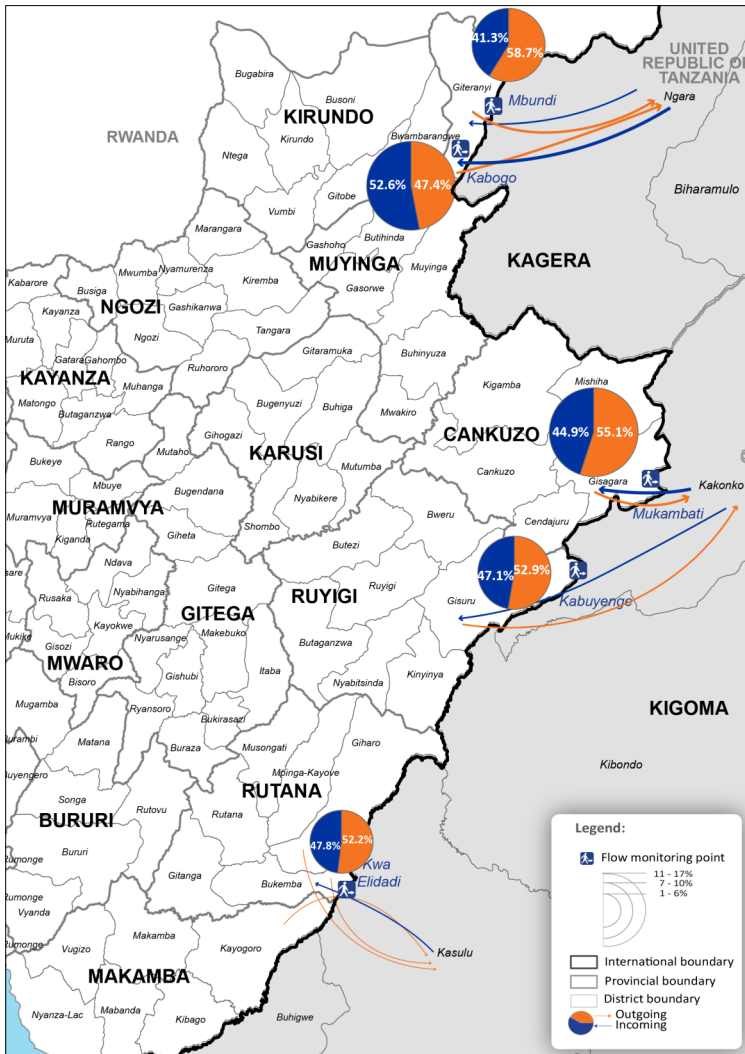 41.3%
58.7%
UNITED
REPUBLIC OF
TANZANIA
Bugabira
Giteranyi
Busoni
Mbundi
Ngara
KIRUNDO
RWANDA
Kirundo
Bwambarangwe
Ntega
Kabogo
52.6%
47.4%
Gitobe
Biharamulo
Vumbi
Marangara
Butihinda
Gashoho
MUYINGA
KAGERA
Muyinga
Mwumba
Nyamurenza
Kabarore
Busiga
Kiremba
Gasorwe
NGOZI
Gashikanwa
Kayanza
Tangara
Muruta
Ngozi
Gitaramuka
Buhinyuza
Gatara
Gahombo
Ruhororo
KAYANZA
Muhanga
Kigamba
Mishiha
Matongo
Bugenyuzi
Buhiga
Mwakiro
Butaganzwa
Gihogazi
CANKUZO
44.9%
55.1%
Rango
Mutaho
KARUSI
Bukeye
Mutumba
Cankuzo
Gisagara
Kakonko
Mbuye
Bugendana
Nyabikere
MURAMVYA
Mukambati
Muramvya
Rutegama
Bweru
Cendajuru
Kiganda
Giheta
Shombo
Butezi
Ndava
47.1%
52.9%
Gitega
Ruyigi
Rusaka
Nyabihanga
RUYIGI
Gisuru
Kabuyenge
GITEGA
Kayokwe
Makebuko
Mukike
Nyarusange
Gisozi
Butaganzwa
MWARO
Itaba
Kinyinya
Gishubi
Bisoro
Nyabitsinda
Ryansoro
Mugamba
KIGOMA
Bukirasazi
Matana
Buraza
Musongati
Giharo
Kibondo
Mpinga-Kayove
Songa
RUTANA
Rutovu
Rutana
BURURI
47.8%
52.2%
Bururi
Kwa
Elidadi
Gitanga
Bukemba
Vyanda
Makamba
Kasulu
Vugizo
Kayogoro
MAKAMBA
Nyanza-Lac
Mabanda
Kibago
Buhigwe
Legend:
Flow monitoring point
11 - 17%
7 - 10%
1 - 6%
International boundary
Provincial boundary
District boundary
Outgoing
Incoming